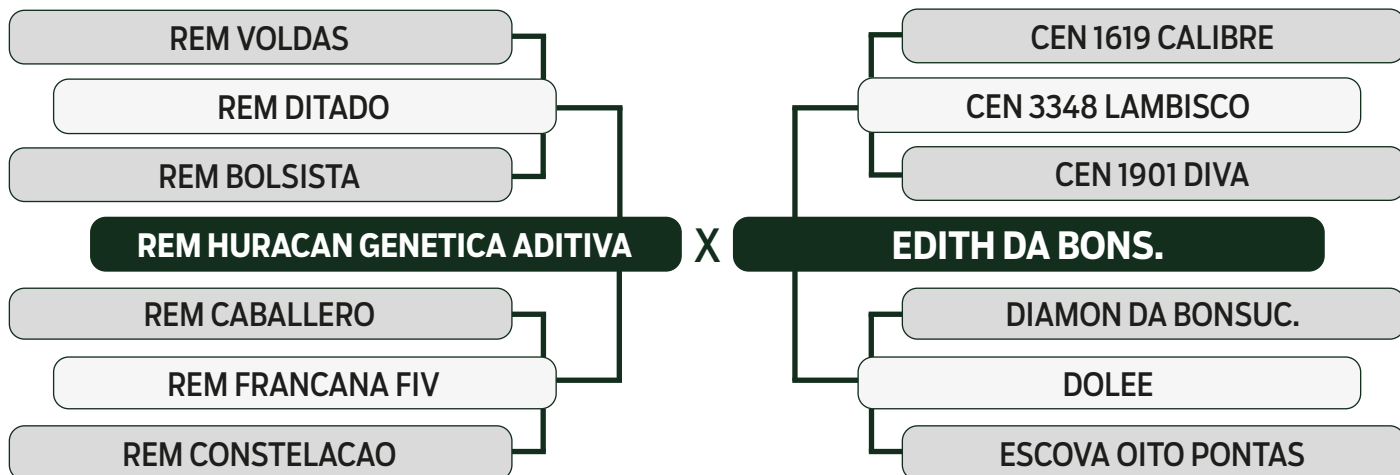 REM VOLDAS
CEN 1619 CALIBRE
REM DITADO
CEN 3348 LAMBISCO
REM BOLSISTA
CEN 1901 DIVA
REM HURACAN GENETICA ADITIVA X EDITH DA BONS.
REM CABALLERO
DIAMON DA BONSUC.
REM FRANCANA FIV
DOLEE
REM CONSTELACAO
ESCOVA OITO PONTAS